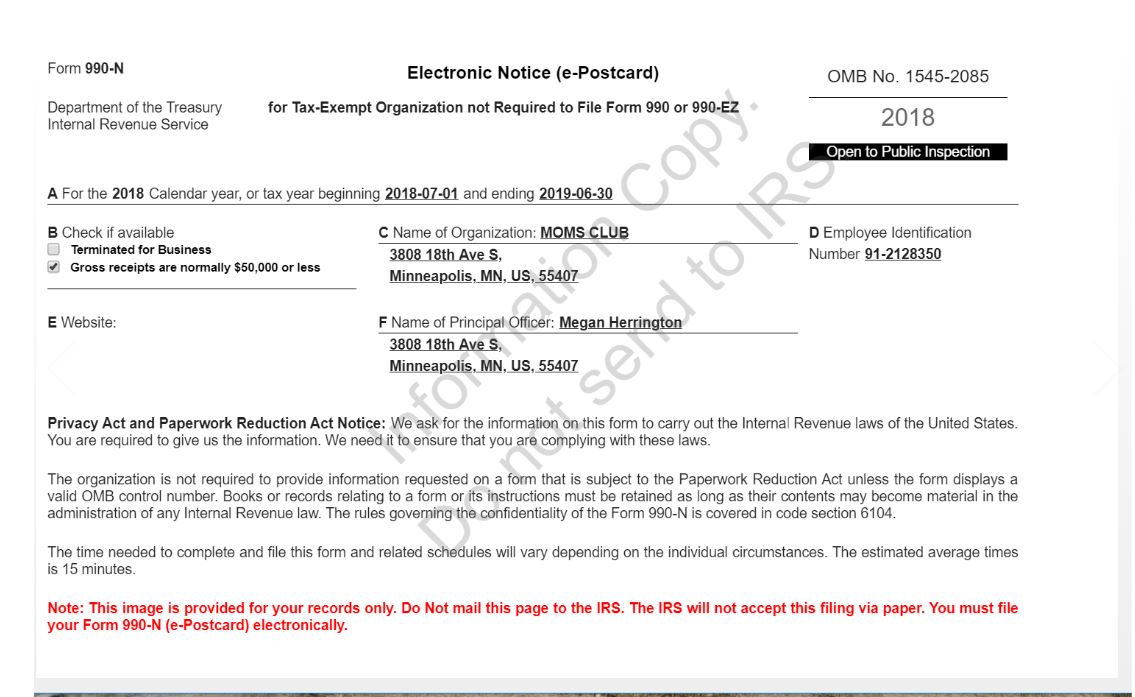 Form 990-N
Electronic Notice (e-Postcard)
OMB No. 1545-2085
Department of the Treasury
Internal Revenue Service
for Tax-Exempt Organization not Required to File Form 990 or 990-EZ
2018
Open to Public Inspection
A For the 2018 Calendar year, or tax year beginning 2018-07-01 and ending 2019-06-30
B Check if available
Terminated for Business
Gross receipts are normally $50,000 or less
C Name of Organization: MOMS CLUB
3808 18th Ave S,
Minneapolis, MN, US, 55407
D Employee Identification
Number 91-2128350
E Website:
F Name of Principal Officer: Megan Herrington
3808 18th Ave S,
Minneapolis, MN, US, 55407
Privacy Act and Paperwork Reduction Act Notice: We ask for the information on this form to carry out the Internal Revenue laws of the United States.
You are required to give us the information. We need it to ensure that you are complying with these laws.
The organization is not required to provide information requested on a form that is subject to the Paperwork Reduction Act unless the form displays a
valid OMB control number. Books or records relating to a form or its instructions must be retained as long as their contents may become material in the
administration of any Internal Revenue law. The rules governing the confidentiality of the Form 990-N is covered in code section 6104.
The time needed to complete and file this form and related schedules will vary depending on the individual circumstances. The estimated average times
is 15 minutes.
Note: This image is provided for your records only. Do Not mail this page to the IRS. The IRS will not accept this filing via paper. You must file
your Form 990-N (e-Postcard) electronically.
Information Copy.
Do not send to IRS